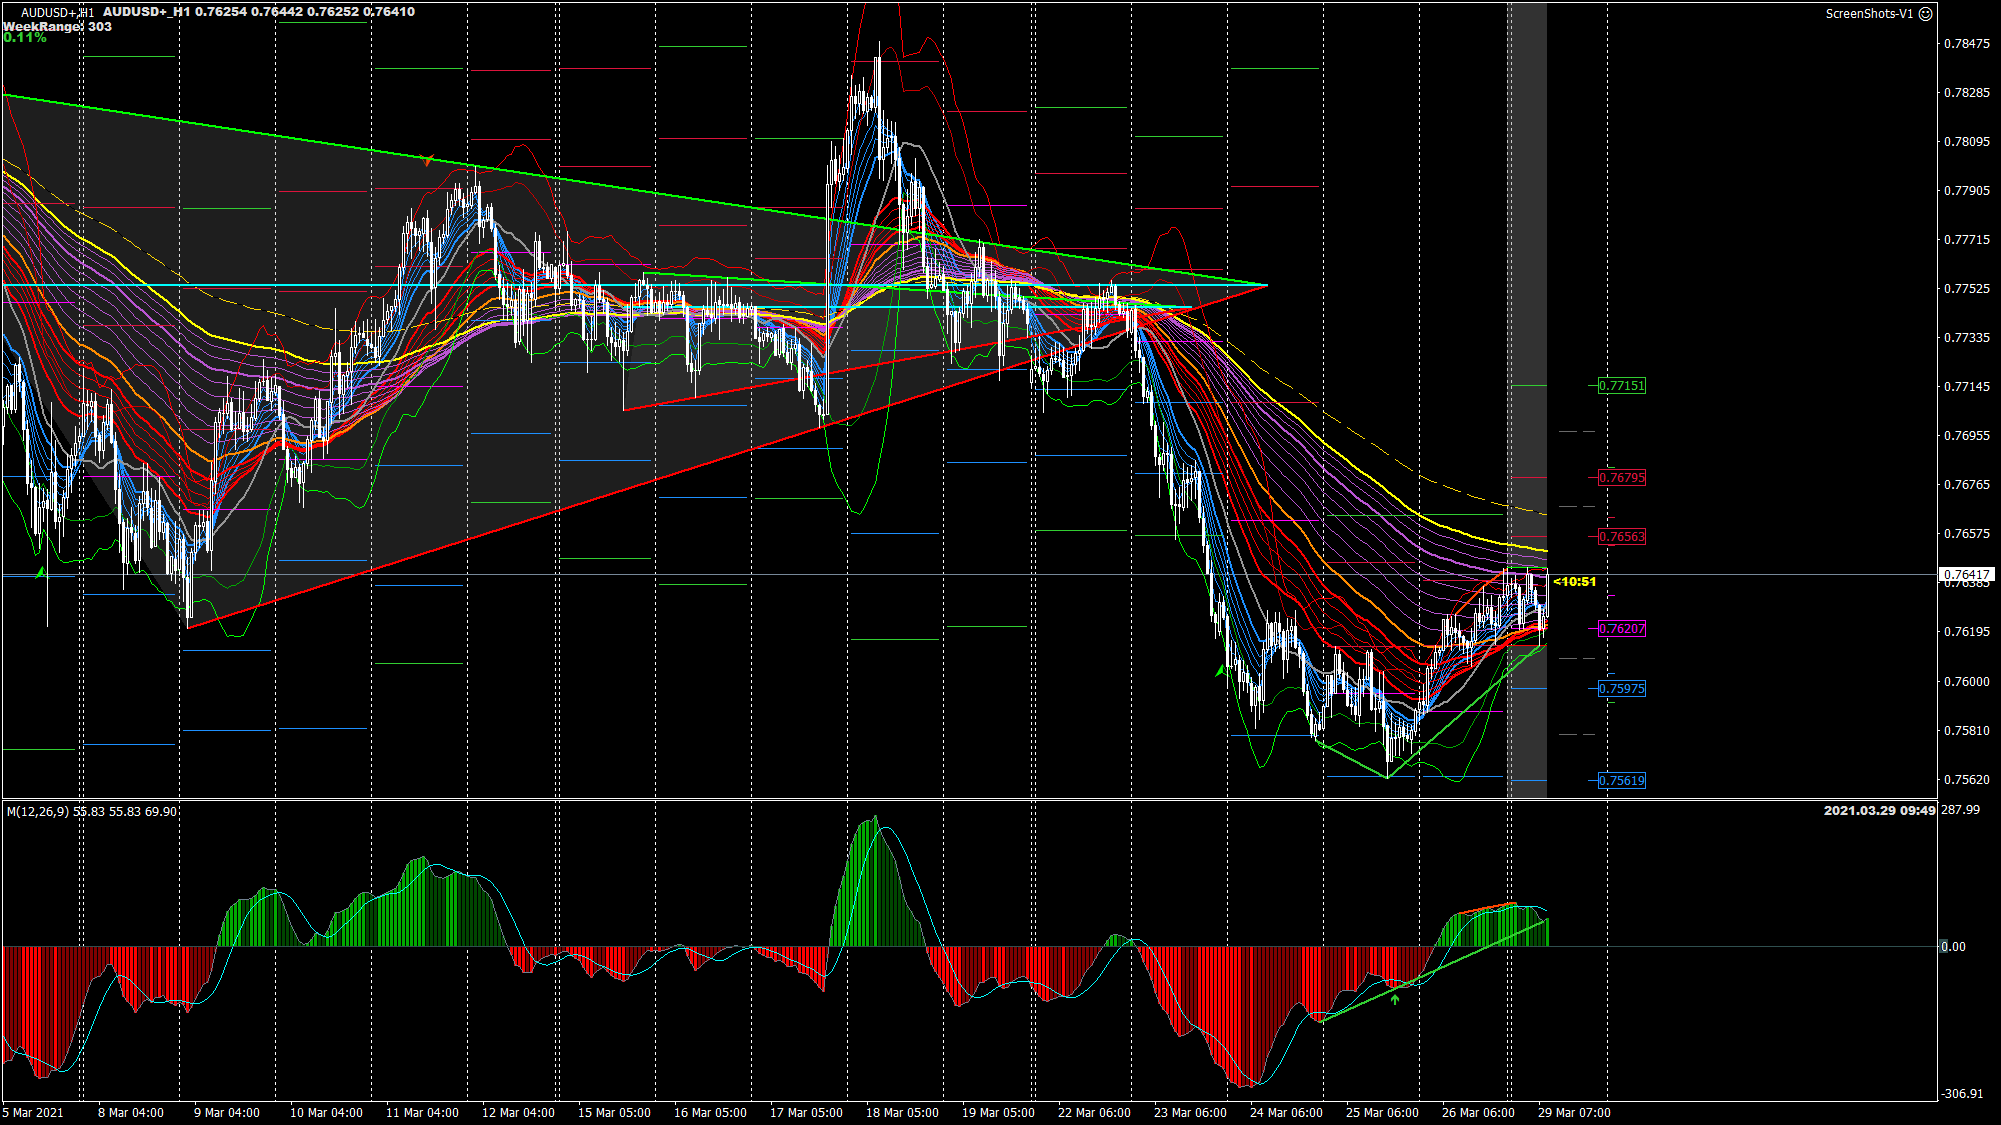 AUDUSD+,H1 AUDUSD+_H1 0.76254 0.76442 0.76252 0.76410
WeekRange: 303
0.11%
ScreenShots-V1 ☺
0.78475
0.78285
0.78095
0.77905
0.77715
0.77525
0.77335
0.77145
0.76955
0.76765
0.76575
0.76417
0.76385
0.76195
0.76000
0.75810
0.75620
0.77151
0.76795
0.76563
<10:51
0.76207
0.75975
0.75619
M(12,26,9) 55.83 55.83 69.90
2021.03.29 09:49
287.99
0.00
-306.91
5 Mar 2021
8 Mar 04:00
9 Mar 04:00
10 Mar 04:00
11 Mar 04:00
12 Mar 04:00
15 Mar 05:00
16 Mar 05:00
17 Mar 05:00
18 Mar 05:00
19 Mar 05:00
22 Mar 06:00
23 Mar 06:00
24 Mar 06:00
25 Mar 06:00
26 Mar 06:00
29 Mar 07:00